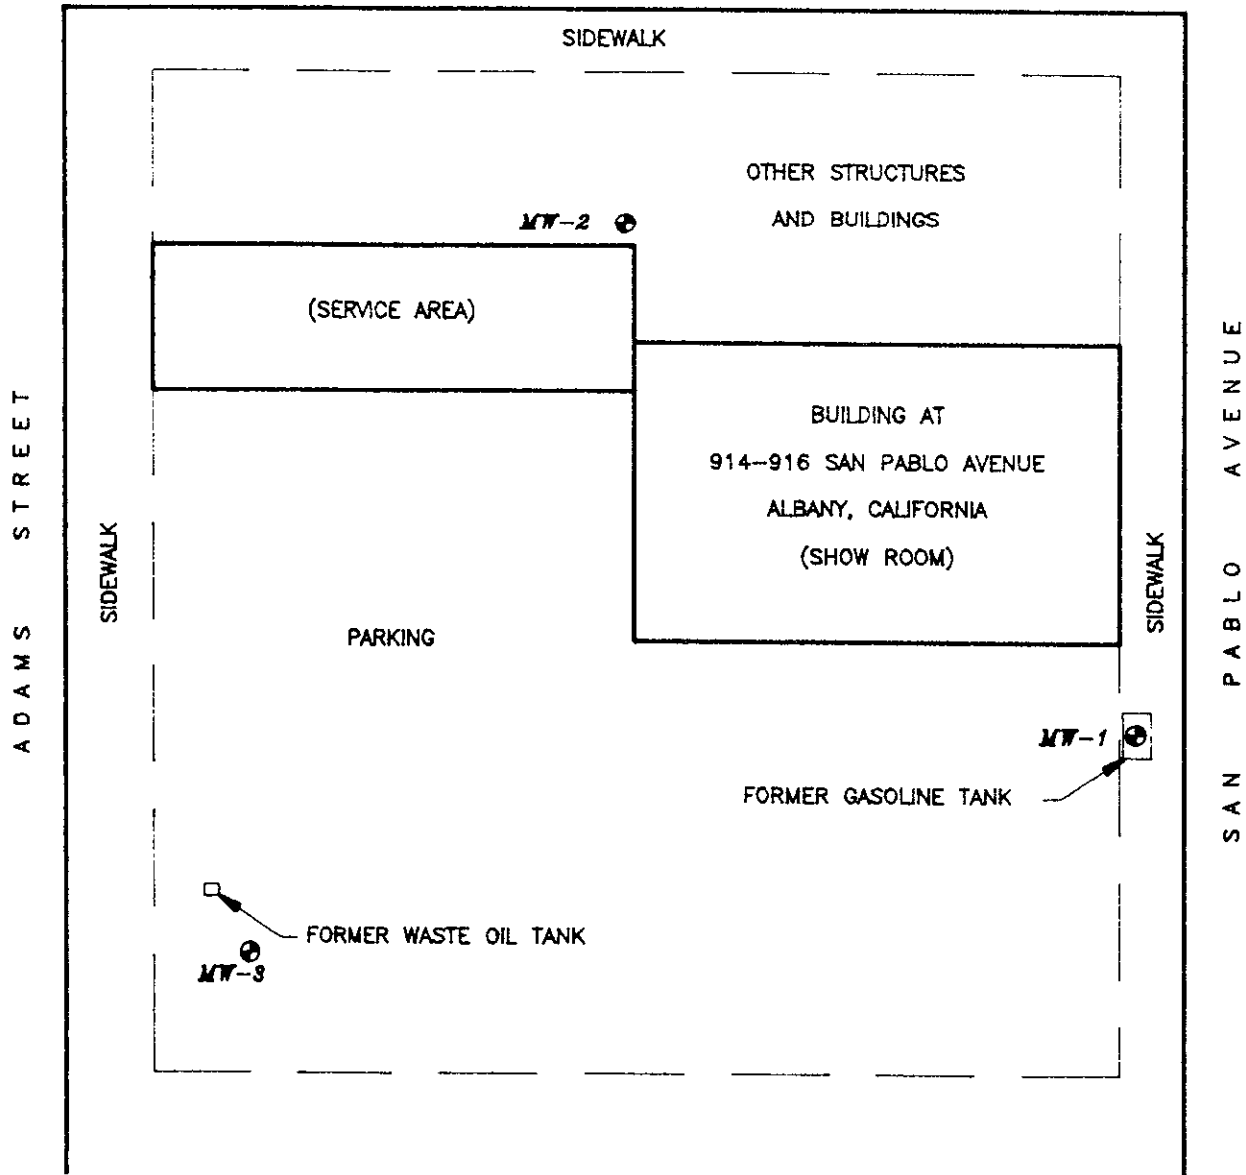 SIDEWALK
OTHER STRUCTURES
AND BUILDINGS
MW-2
(SERVICE AREA)
BUILDING AT
914-916 SAN PABLO AVENUE
ALBANY, CALIFORNIA
(SHOW ROOM)
ADAMS STREET
SIDEWALK
PARKING
SIDEWALK
SAN PABLO AVENUE
MW-1
FORMER GASOLINE TANK
FORMER WASTE OIL TANK
MW-3